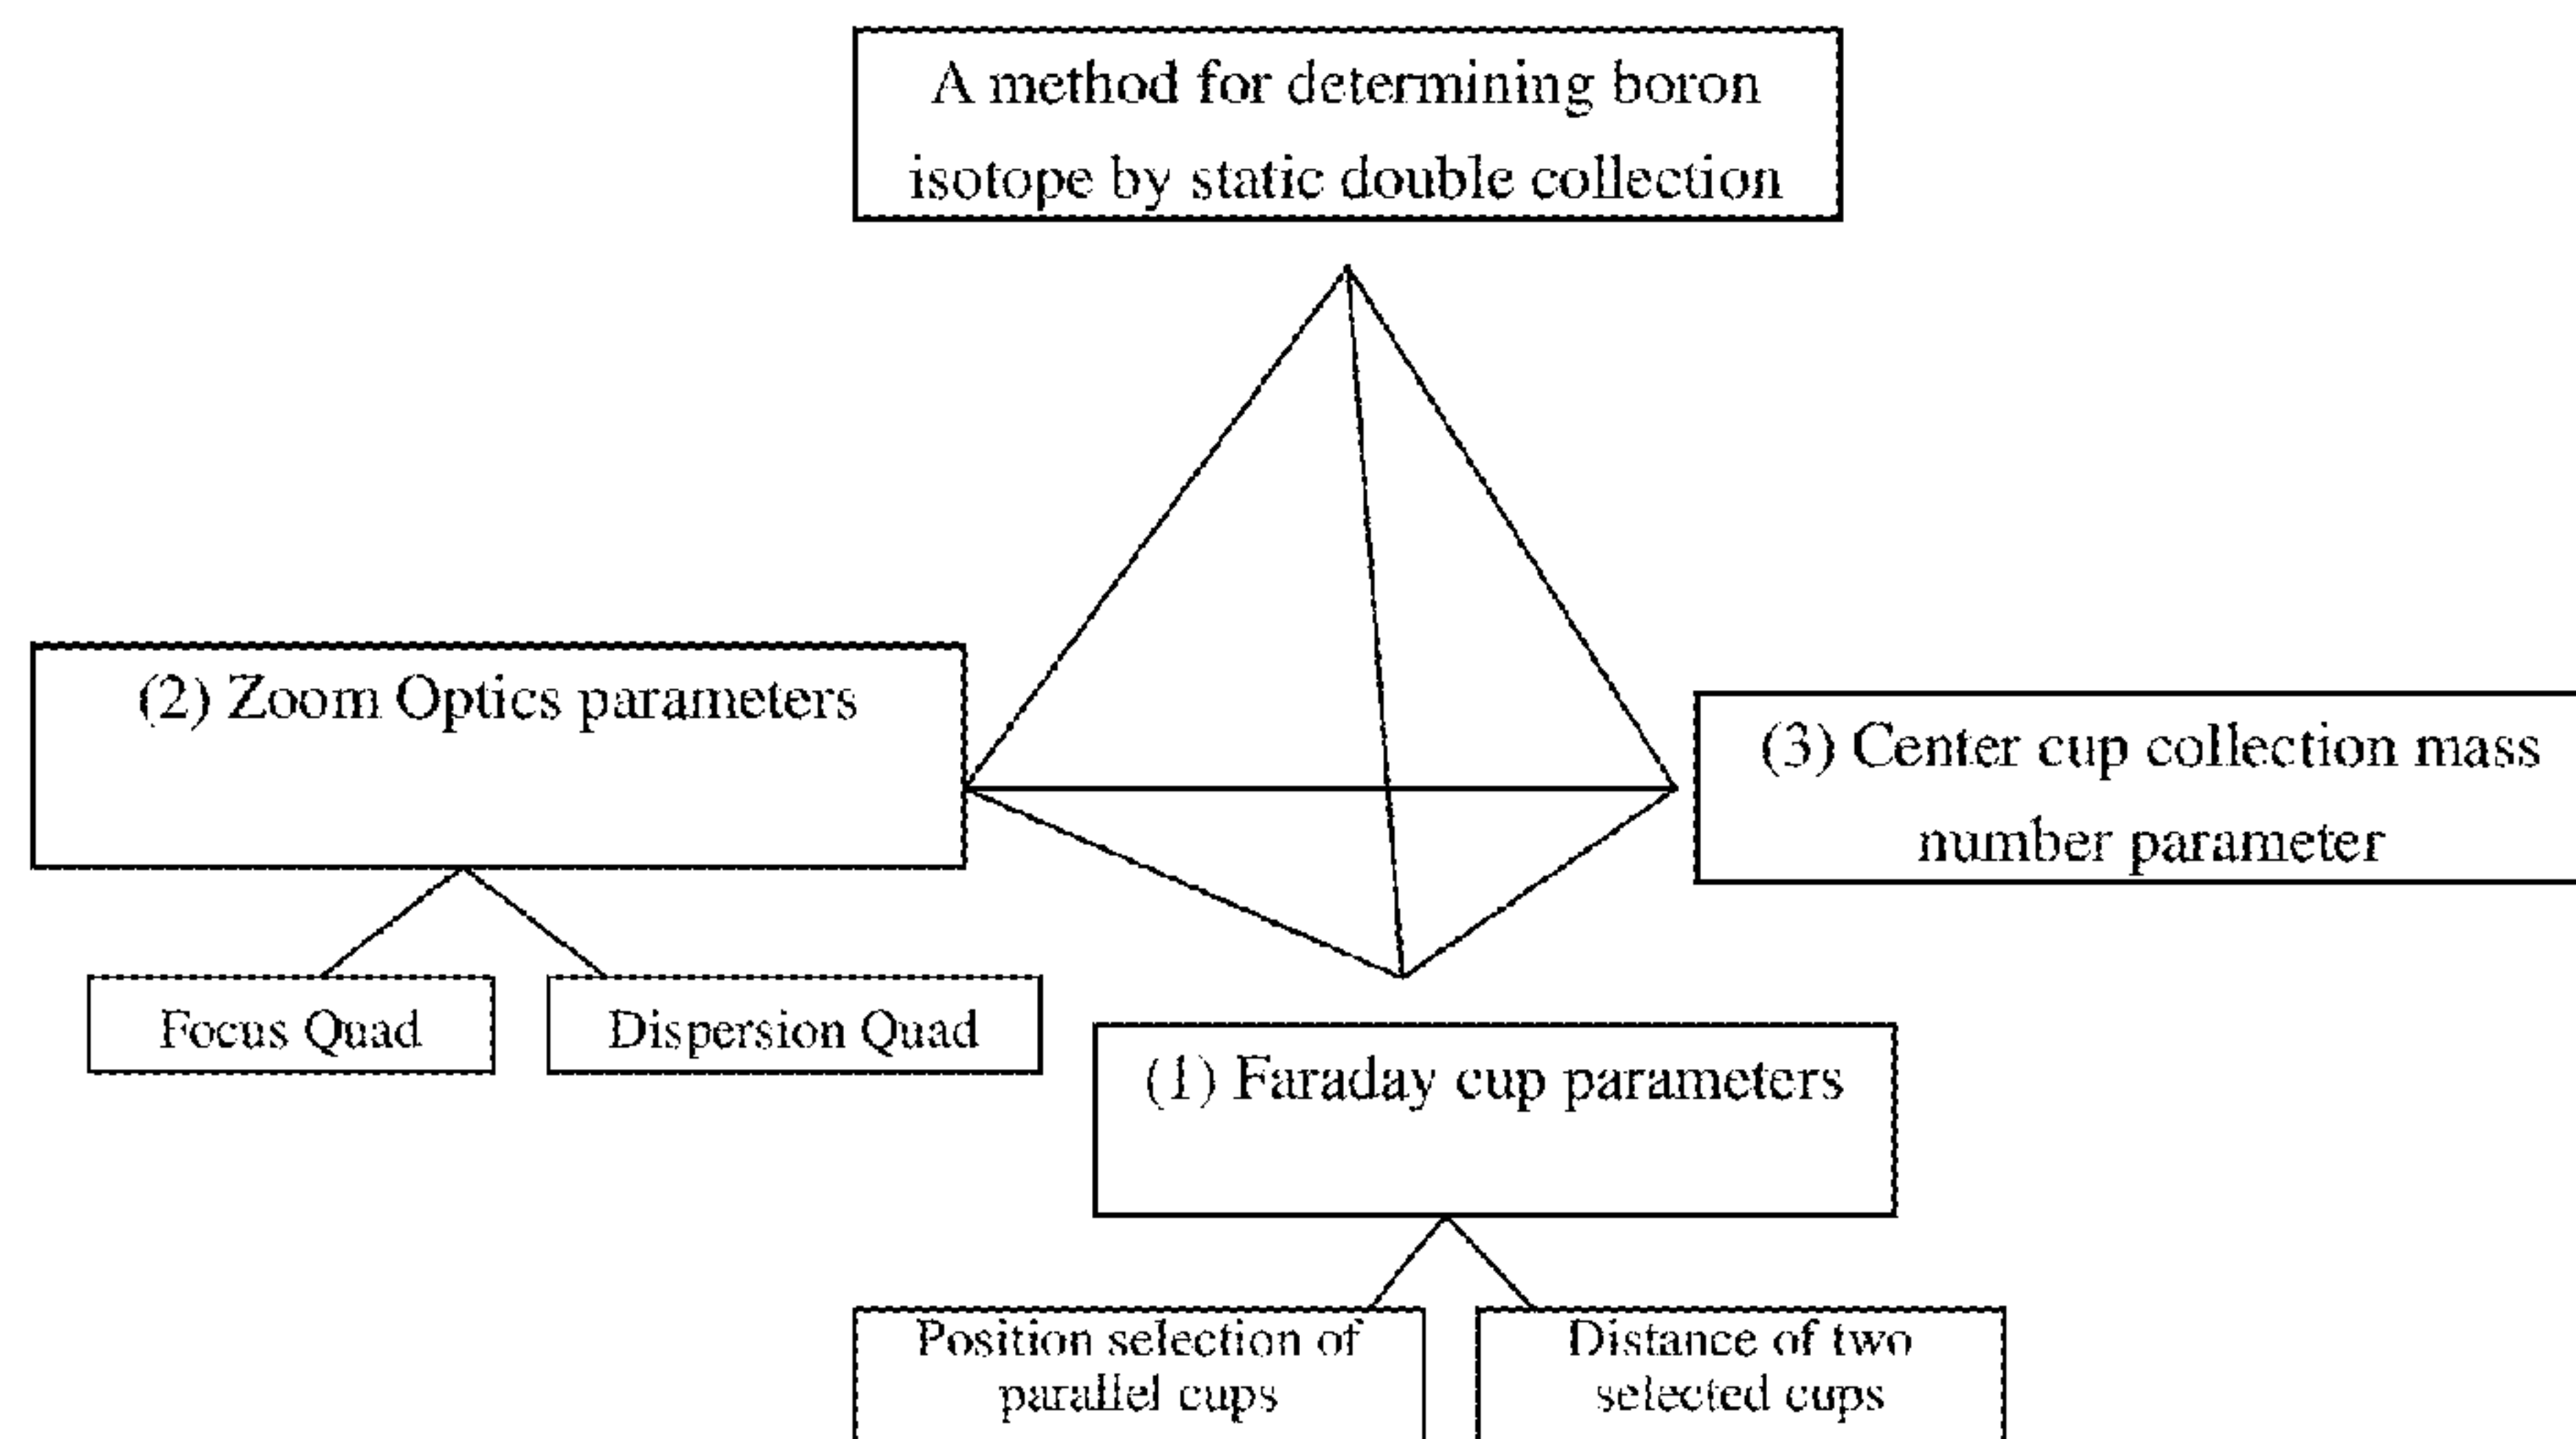 A method for determining boron
isotope by static double collection
(2) Zoom Optics parameters
(3) Center cup collection mass
number parameter
Focus Quad
Dispersion Quad
(1) Faraday cup parameters
Position selection of
parallel cups
Distance of two
selected cups